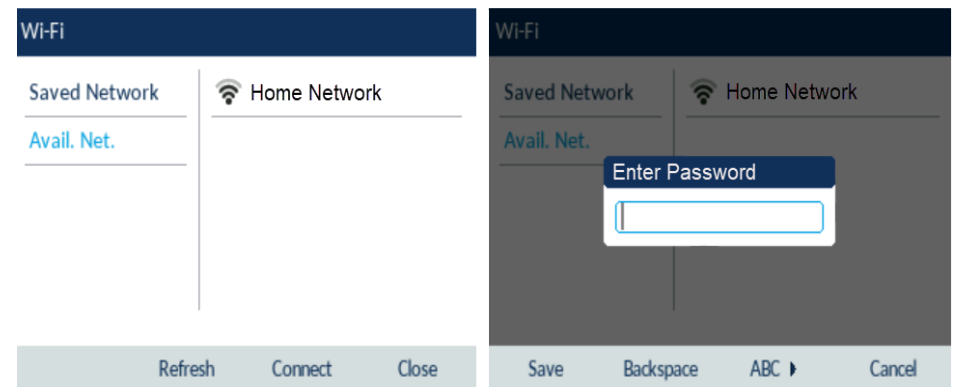 Wi-Fi
Saved Network
Home Network
Avail. Net.
Refresh Connect Close
Wi-Fi
Saved Network
Home Network
Avail. Net.
Enter Password
Save Backspace ABC Cancel